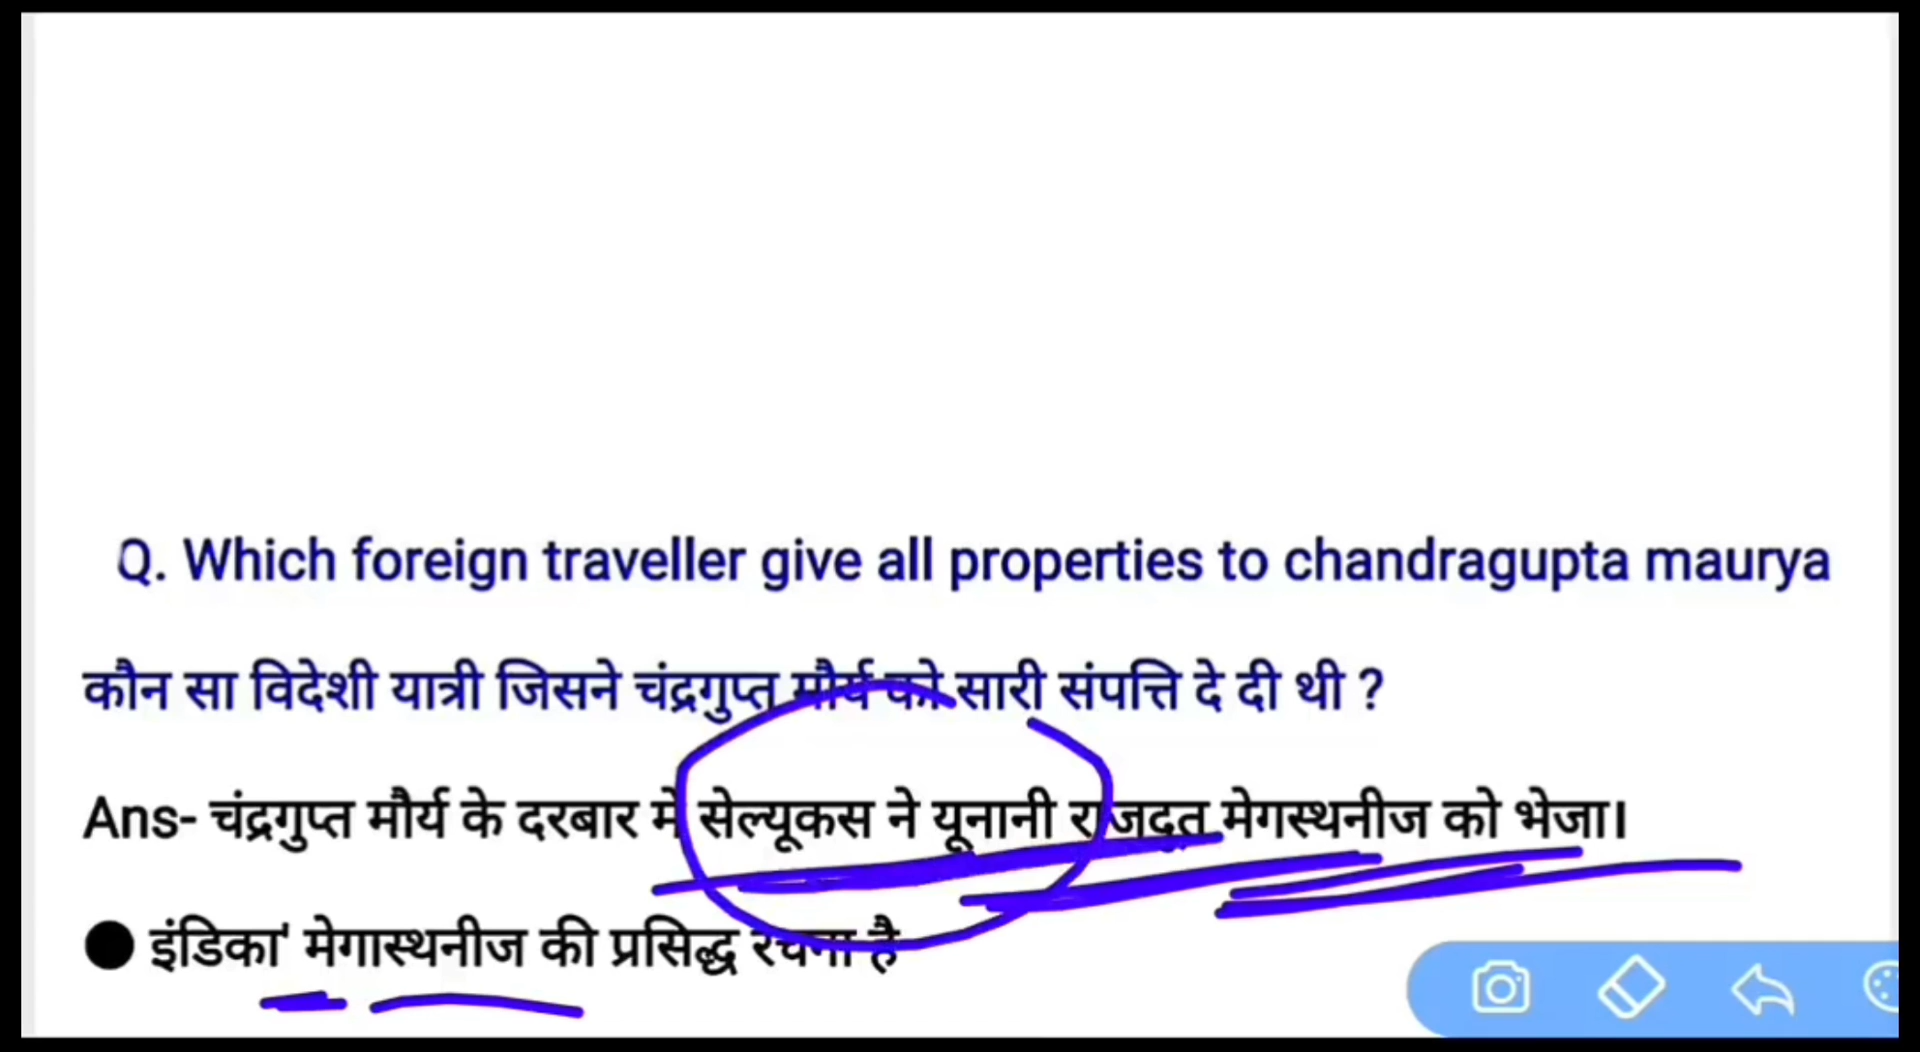 Q. Which foreign traveller give all properties to chandragupta maurya
कौन सा विदेशी यात्री जिसने चंद्रगुप्त मौर्य को सारी संपत्ति दे दी थी ?
Ans- चंद्रगुप्त मौर्य के दरबार में सेल्यूकस ने यूनानी राजदूत मेगस्थनीज को भेजा।
● इंडिका' मेगास्थनीज की प्रसिद्ध रचना है